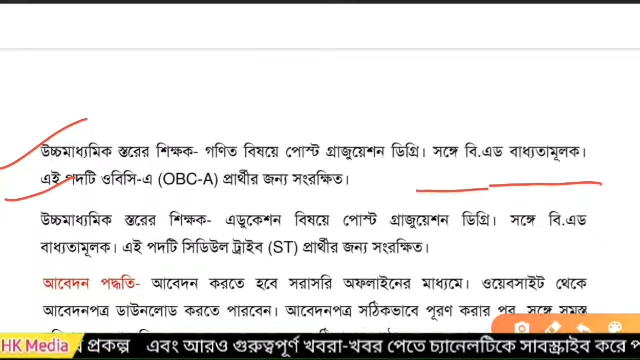 উচ্চমাধ্যমিক স্তরের শিক্ষক- গণিত বিষয়ে পোস্ট গ্রাজুয়েশন ডিগ্রি। সঙ্গে বি.এড বাধ্যতামূলক।
এই পদটি ওবিসি-এ (OBC-A) প্রার্থীর জন্য সংরক্ষিত।
উচ্চমাধ্যমিক স্তরের শিক্ষক- এডুকেশন বিষয়ে পোস্ট গ্রাজুয়েশন ডিগ্রি। সঙ্গে বি.এড
বাধ্যতামূলক। এই পদটি সিডিউল ট্রাইব (ST) প্রার্থীর জন্য সংরক্ষিত।
আবেদন পদ্ধতি- আবেদন করতে হবে সরাসরি অফলাইনের মাধ্যমে। ওয়েবসাইট থেকে
আবেদনপত্র ডাউনলোড করতে পারবেন। আবেদনপত্র সঠিকভাবে পূরণ করার পর, সঙ্গে সমস্ত
HK Media প্রকল্প এবং আরও গুরুত্বপূর্ণ খবরা-খবর পেতে চ্যানেলটিকে সাবস্ক্রাইব করে